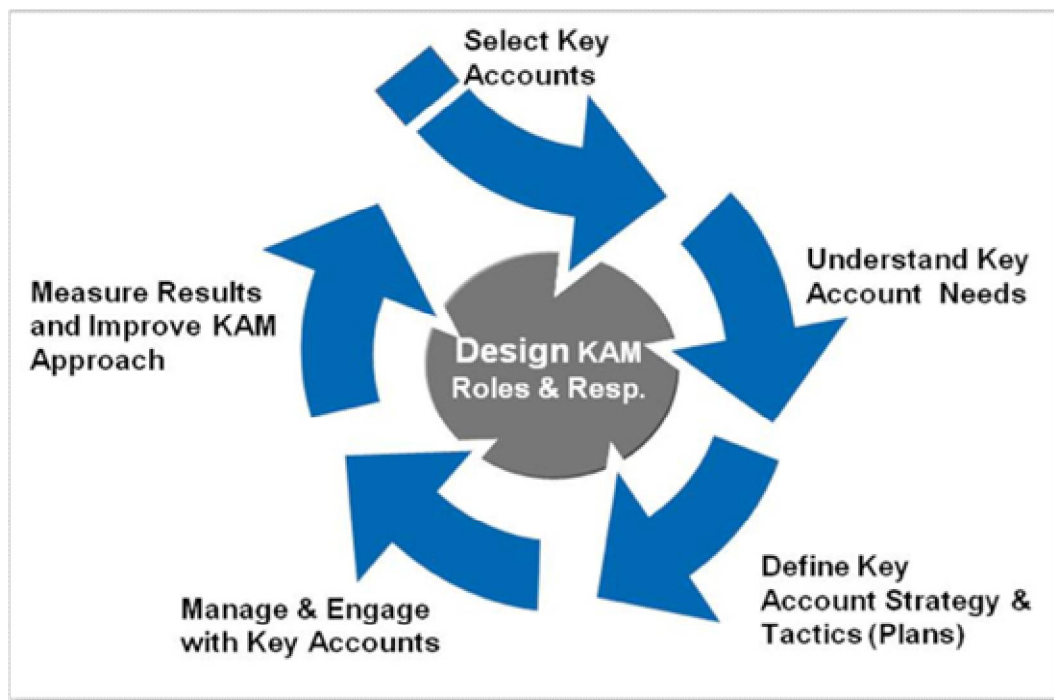 Select Key
Accounts
Understand Key
Account Needs
Define Key
Account Strategy &
Tactics (Plans)
Manage & Engage
with Key Accounts
Measure Results
and Improve KAM
Approach
Design KAM
Roles & Resp.